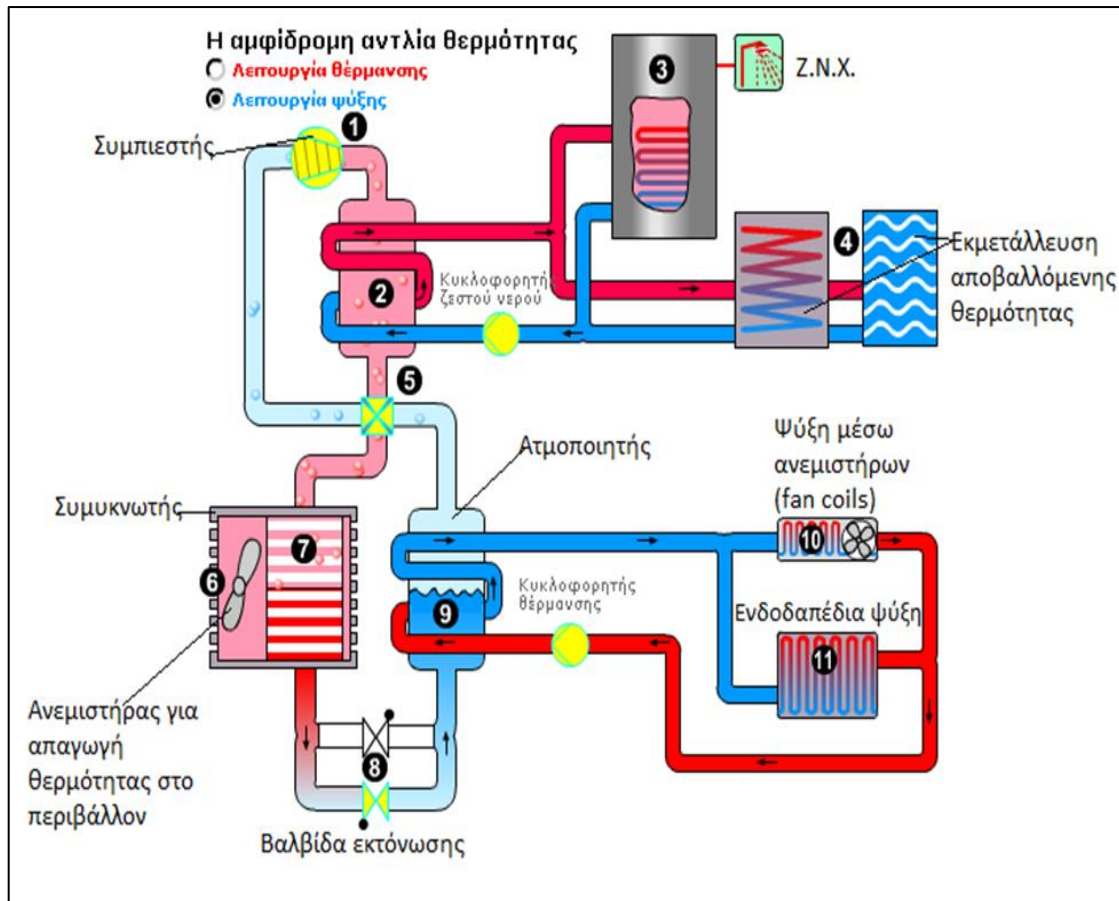 Η αμφίδρομη αντλία θερμότητας
Λειτουργία θέρμανσης
Λειτουργία ψύξης
Συμπιεστής
1
3
Ζ.Ν.Χ.
4
Εκμετάλλευση
αποβαλλόμενης
θερμότητας
2
Κυκλοφορητής
ζεστού νερού
5
Ατμοποιητής
Ψύξη μέσω
ανεμιστήρων
(fan coils)
10
Συμυκνωτής
7
6
9
Κυκλοφορητής
θέρμανσης
Ενδοδαπέδια ψύξη
11
Ανεμιστήρας για
απαγωγή
θερμότητας στο
περιβάλλον
8
Βαλβίδα εκτόνωσης